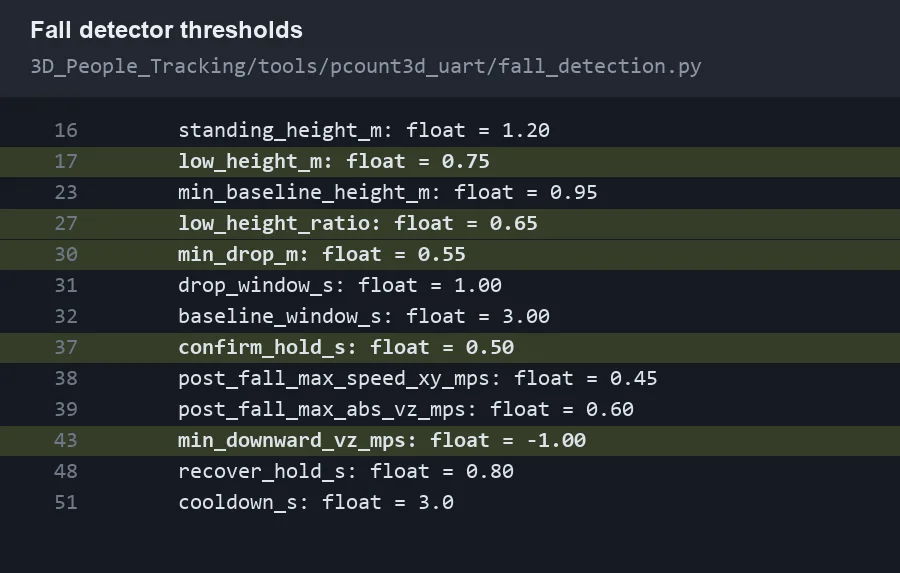 Fall detector thresholds
3D_People_Tracking/tools/pcount3d_uart/fall_detection.py
16 standing_height_m: float = 1.20
17 low_height_m: float = 0.75
23 min_baseline_height_m: float = 0.95
27 low_height_ratio: float = 0.65
30 min_drop_m: float = 0.55
31 drop_window_s: float = 1.00
32 baseline_window_s: float = 3.00
37 confirm_hold_s: float = 0.50
38 post_fall_max_speed_xy_mps: float = 0.45
39 post_fall_max_abs_vz_mps: float = 0.60
43 min_downward_vz_mps: float = -1.00
48 recover_hold_s: float = 0.80
51 cooldown_s: float = 3.0